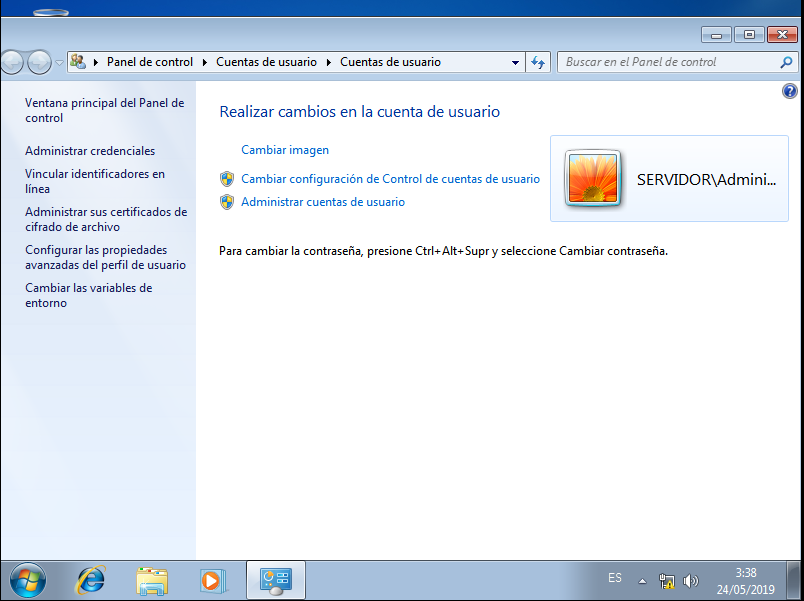 Panel de control
Cuentas de usuario
Cuentas de usuario
Buscar en el Panel de control
Ventana principal del Panel de
control
Administrar credenciales
Vincular identificadores en
línea
Administrar sus certificados de
cifrado de archivo
Configurar las propiedades
avanzadas del perfil de usuario
Cambiar las variables de
entorno
Realizar cambios en la cuenta de usuario
Cambiar imagen
Cambiar configuración de Control de cuentas de usuario
Administrar cuentas de usuario
SERVIDOR\Admini...
Para cambiar la contraseña, presione Ctrl+Alt+Supr y seleccione Cambiar contraseña.
ES
3:38
24/05/2019